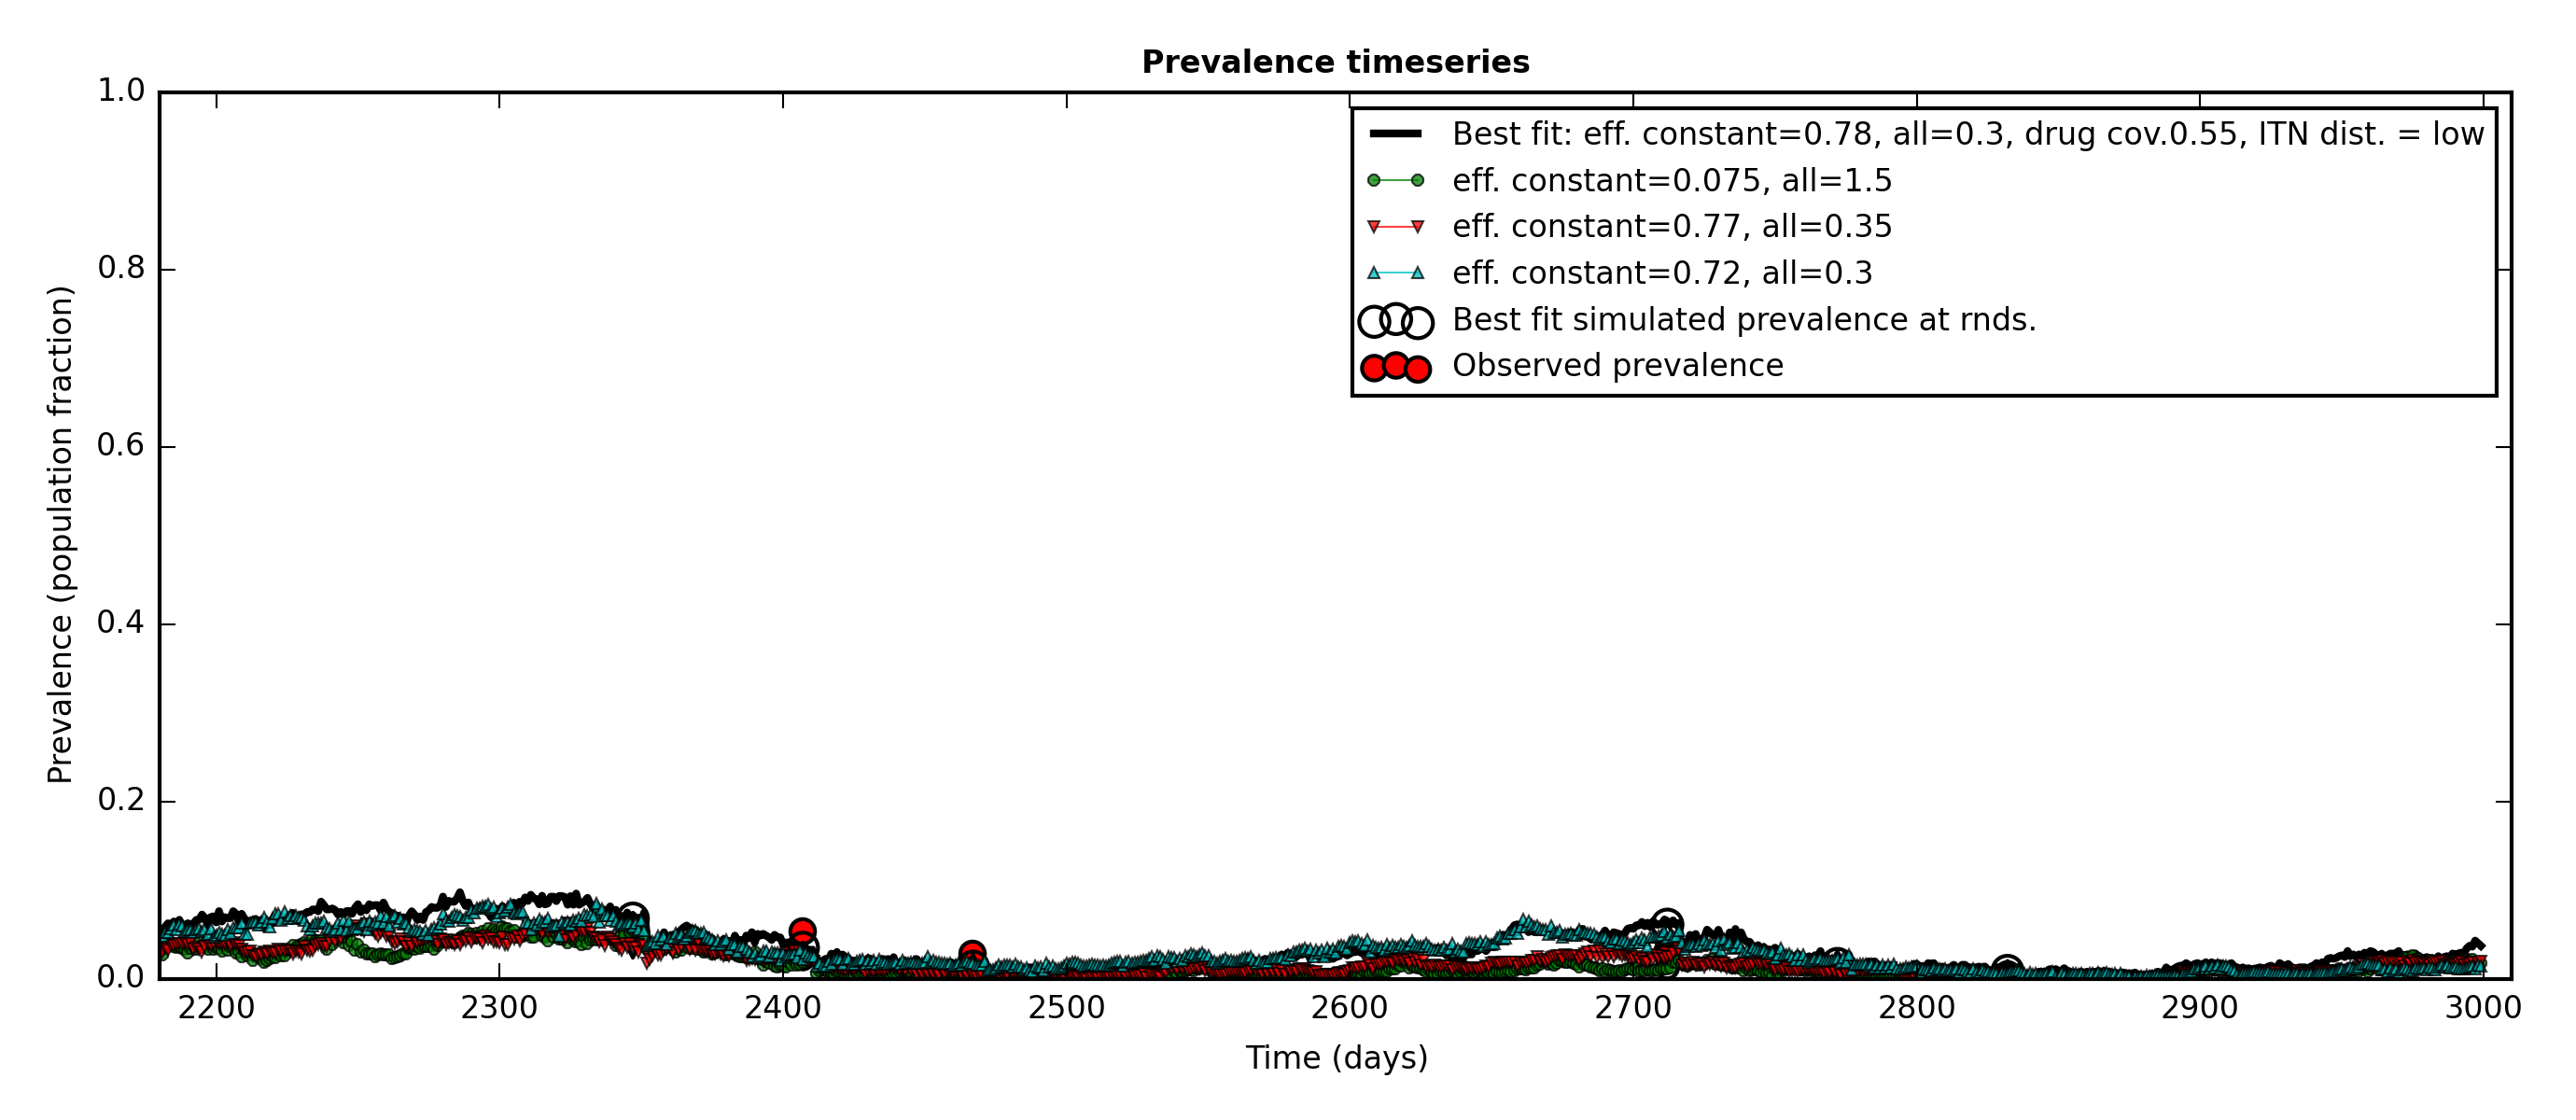 Prevalence timeseries
1.0
0.8
0.6
0.4
0.2
0.0
Prevalence (population fraction)
Best fit: eff. constant=0.78, all=0.3, drug cov.0.55, ITN dist. = low
eff. constant=0.075, all=1.5
eff. constant=0.77, all=0.35
eff. constant=0.72, all=0.3
Best fit simulated prevalence at rnds.
Observed prevalence
2200 2300 2400 2500 2600 2700 2800 2900 3000
Time (days)